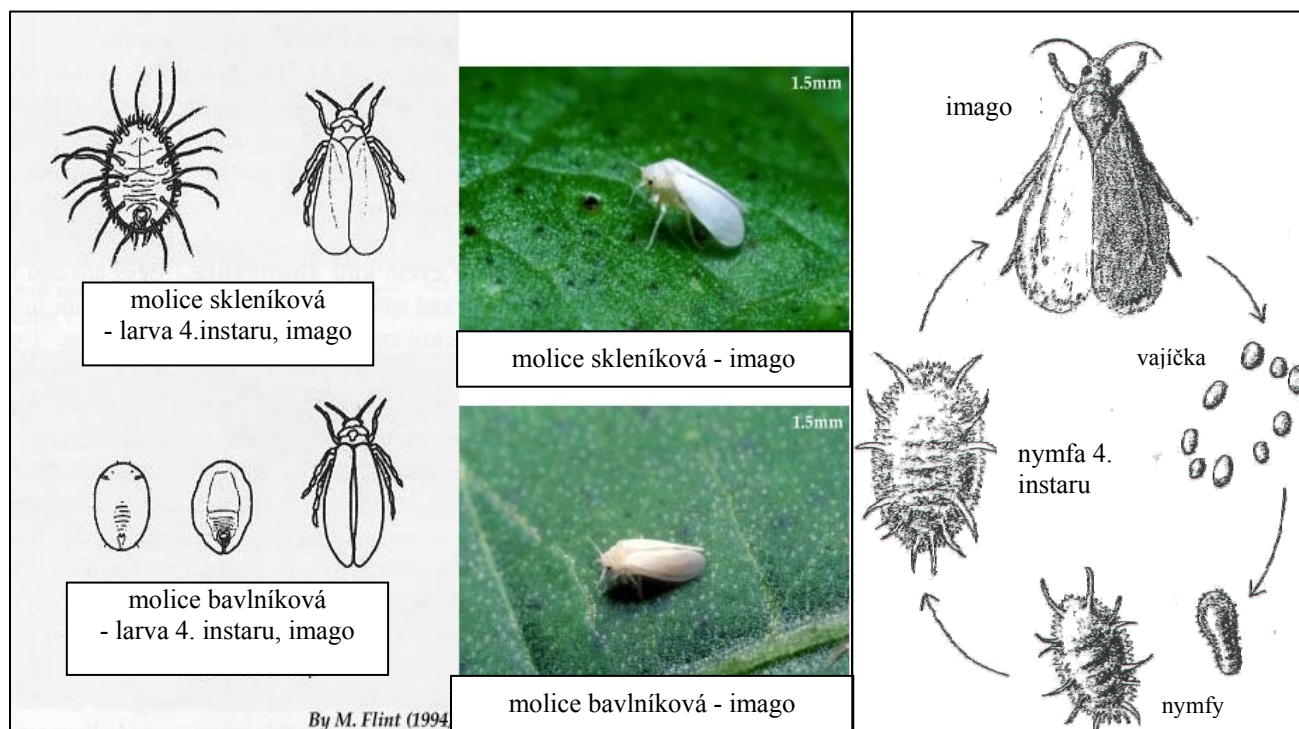 molice skleníková
- larva 4.instaru, imago
molice bavlníková
- larva 4. instaru, imago
By M. Flint (1994
1.5mm
molice skleníková - imago
1.5mm
molice bavlníková - imago
imago
vajíčka
nymfa 4.
instaru
nymfy